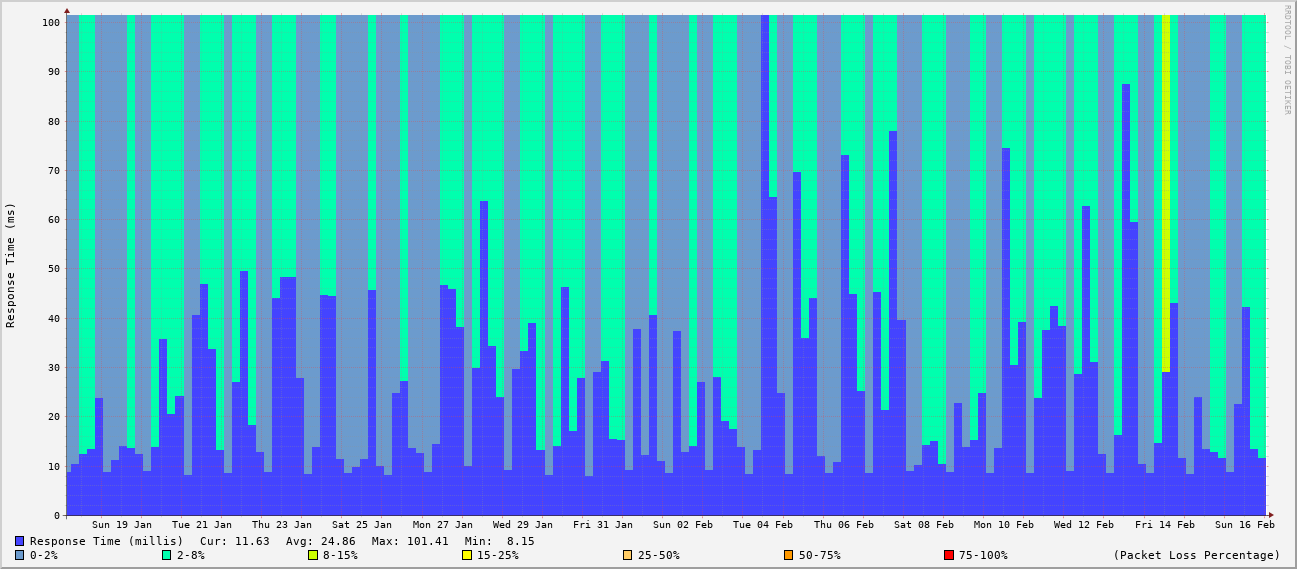 RRDTOOL / TOBI OETIKER
Response Time (ms)
100
90
80
70
60
50
40
30
20
10
0
Sun 19 Jan Tue 21 Jan Thu 23 Jan Sat 25 Jan Mon 27 Jan Wed 29 Jan Fri 31 Jan Sun 02 Feb Tue 04 Feb Thu 06 Feb Sat 08 Feb Mon 10 Feb Wed 12 Feb Fri 14 Feb Sun 16 Feb
Response Time (millis) Cur: 11.63 Avg: 24.86 Max: 101.41 Min: 8.15
0-2% 2-8% 8-15% 15-25% 25-50% 50-75% 75-100% (Packet Loss Percentage)